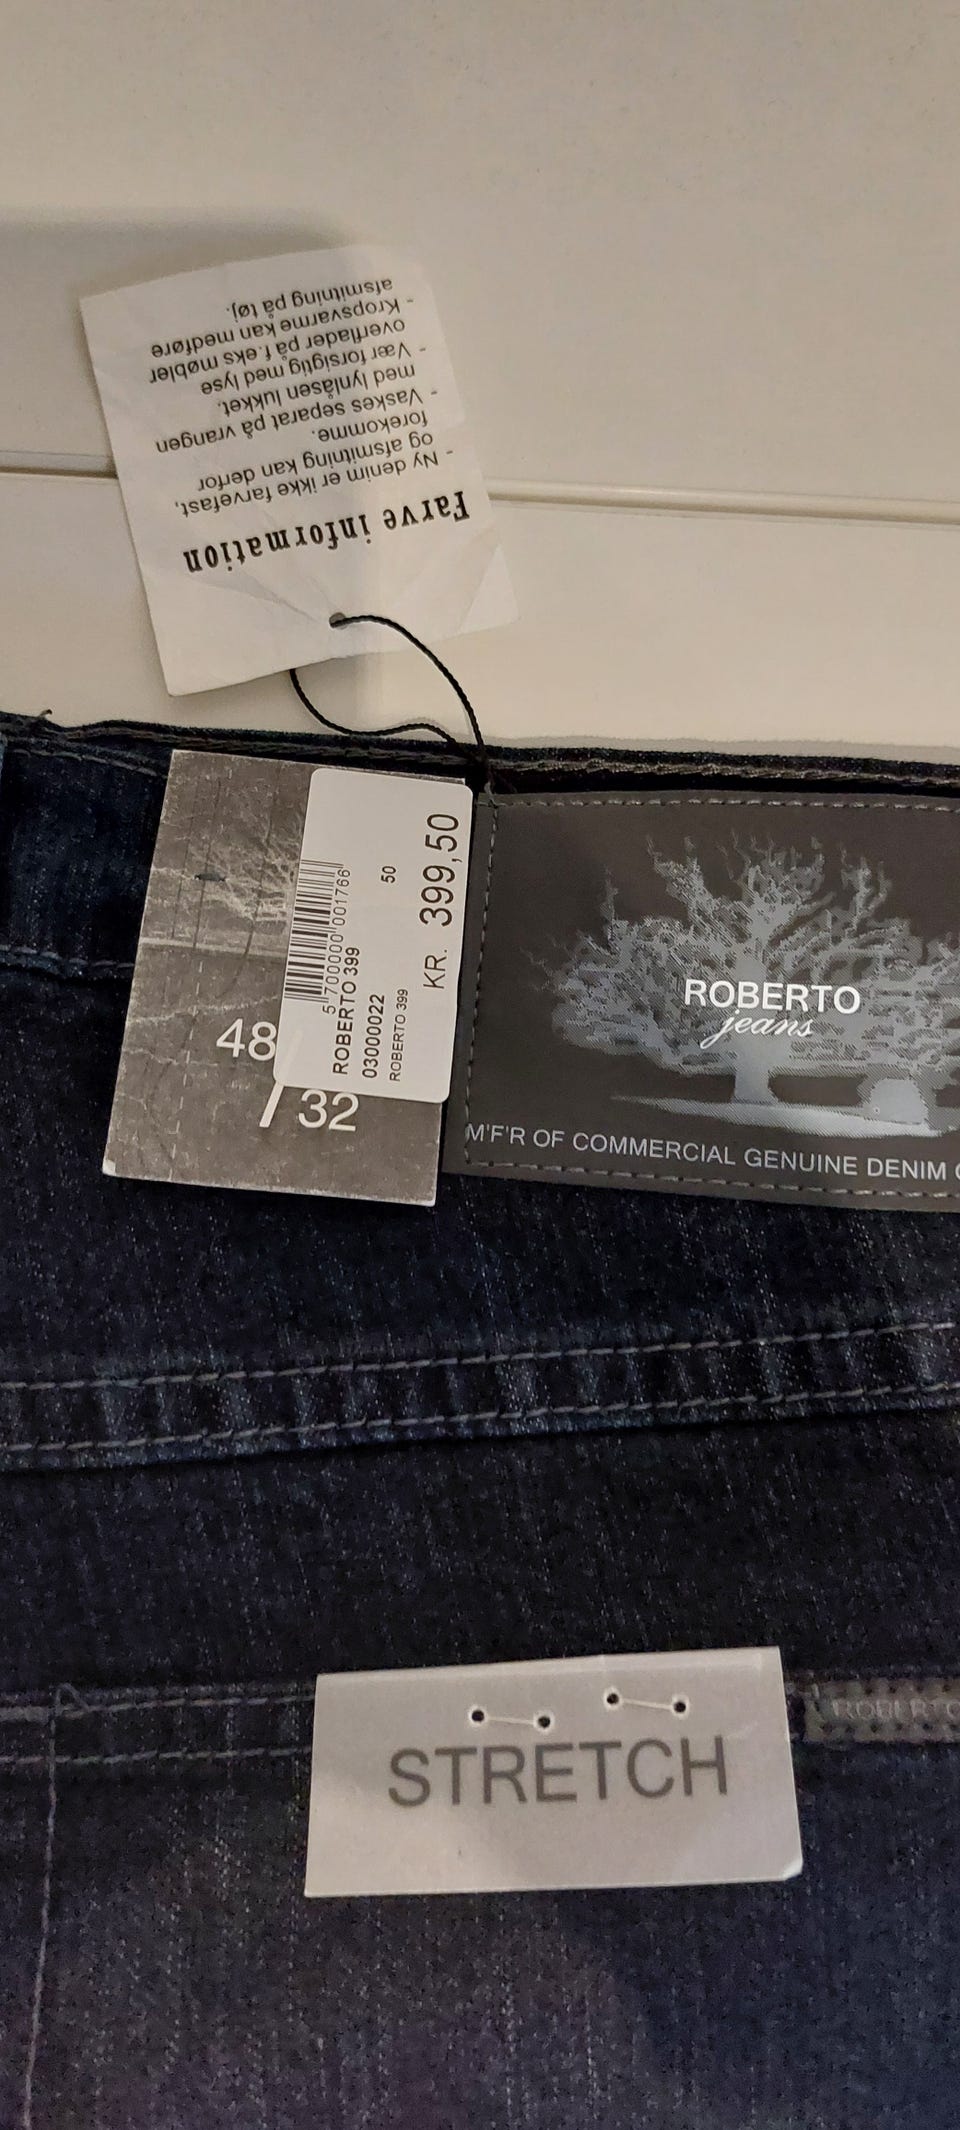 Farve information
- Ny denim er ikke farvefast,
og afsmitning kan derfor
forekomme.
- Vaskes separat på vrangen
med lynlåsen lukket.
- Vær forsigtig med lyse
overflader på f.eks møbler
- Kropsvarme kan medføre
afsmitning på tøj.
48/
32
5 700000 001766
ROBERTO 399
03000022
50
ROBERTO 399
KR. 399,50
ROBERTO
jeans
M'F'R OF COMMERCIAL GENUINE DENIM
STRETCH
ROBERTO